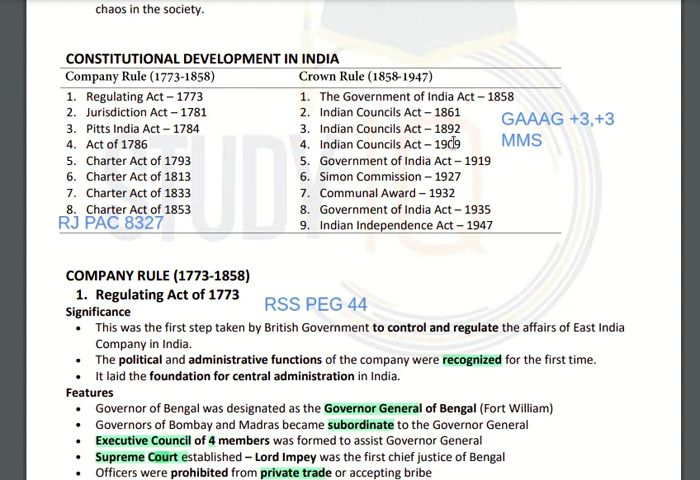 chaos in the society.
CONSTITUTIONAL DEVELOPMENT IN INDIA
Company Rule (1773-1858) Crown Rule (1858-1947)
1. Regulating Act – 1773 1. The Government of India Act – 1858
2. Jurisdiction Act – 1781 2. Indian Councils Act – 1861
3. Pitts India Act – 1784 3. Indian Councils Act – 1892
4. Act of 1786 4. Indian Councils Act – 1909
5. Charter Act of 1793 5. Government of India Act – 1919
6. Charter Act of 1813 6. Simon Commission – 1927
7. Charter Act of 1833 7. Communal Award – 1932
8. Charter Act of 1853 8. Government of India Act – 1935
9. Indian Independence Act – 1947
GAAAG +3,+3
MMS
RJ PAC 8327
STUDY IQ
COMPANY RULE (1773-1858)
1. Regulating Act of 1773
RSS PEG 44
Significance
• This was the first step taken by British Government to control and regulate the affairs of East India
Company in India.
• The political and administrative functions of the company were recognized for the first time.
• It laid the foundation for central administration in India.
Features
• Governor of Bengal was designated as the Governor General of Bengal (Fort William)
• Governors of Bombay and Madras became subordinate to the Governor General
• Executive Council of 4 members was formed to assist Governor General
• Supreme Court established – Lord Impey was the first chief justice of Bengal
• Officers were prohibited from private trade or accepting bribe